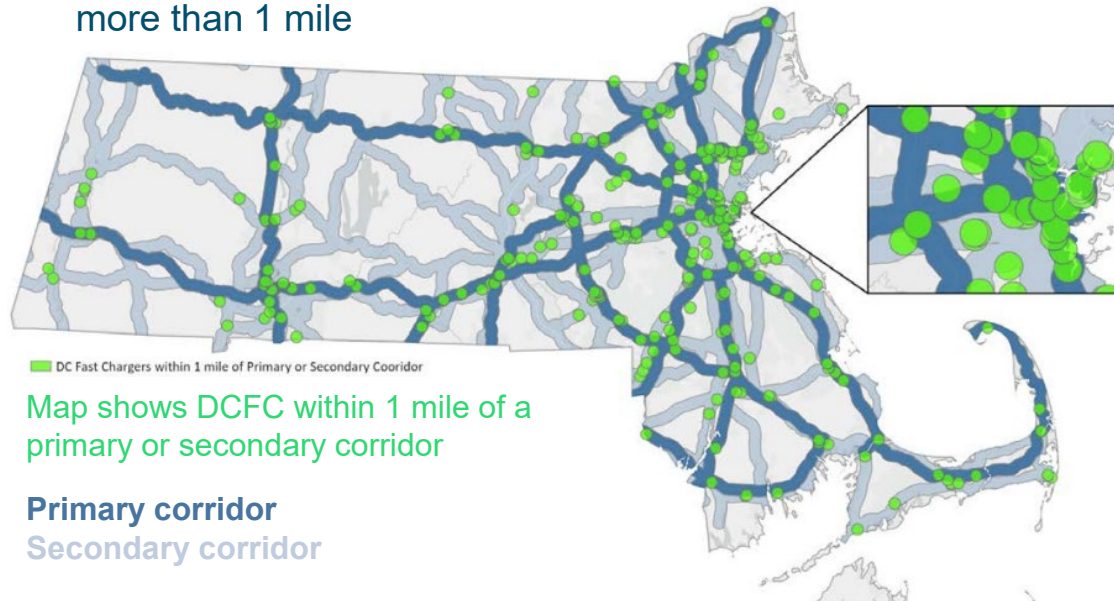 more than 1 mile
DC Fast Chargers within 1 mile of Primary or Secondary Cooridor
Map shows DCFC within 1 mile of a
primary or secondary corridor
Primary corridor
Secondary corridor